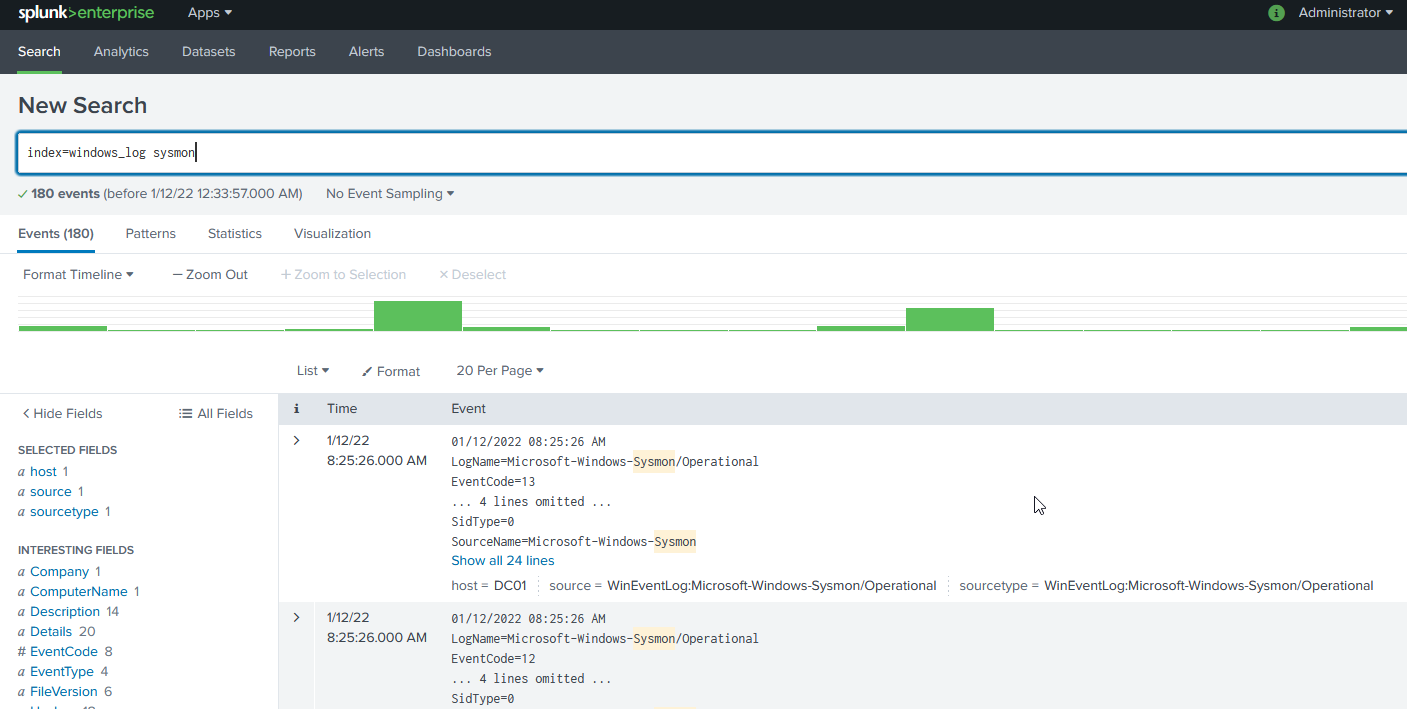 splunk>enterprise Apps ▾ i Administrator ▾
Search Analytics Datasets Reports Alerts Dashboards
New Search
index=windows_log sysmon
✓ 180 events (before 1/12/22 12:33:57.000 AM) No Event Sampling ▾
Events (180) Patterns Statistics Visualization
Format Timeline ▾ — Zoom Out + Zoom to Selection × Deselect
List ▾ Format 20 Per Page ▾
< Hide Fields All Fields
SELECTED FIELDS
a host 1
a source 1
a sourcetype 1
INTERESTING FIELDS
a Company 1
a ComputerName 1
a Description 14
a Details 20
# EventCode 8
a EventType 4
a FileVersion 6
i Time Event
> 1/12/22
8:25:26.000 AM
01/12/2022 08:25:26 AM
LogName=Microsoft-Windows-Sysmon/Operational
EventCode=13
... 4 lines omitted ...
SidType=0
SourceName=Microsoft-Windows-Sysmon
Show all 24 lines
host = DC01 source = WinEventLog:Microsoft-Windows-Sysmon/Operational sourcetype = WinEventLog:Microsoft-Windows-Sysmon/Operational
> 1/12/22
8:25:26.000 AM
01/12/2022 08:25:26 AM
LogName=Microsoft-Windows-Sysmon/Operational
EventCode=12
... 4 lines omitted ...
SidType=0